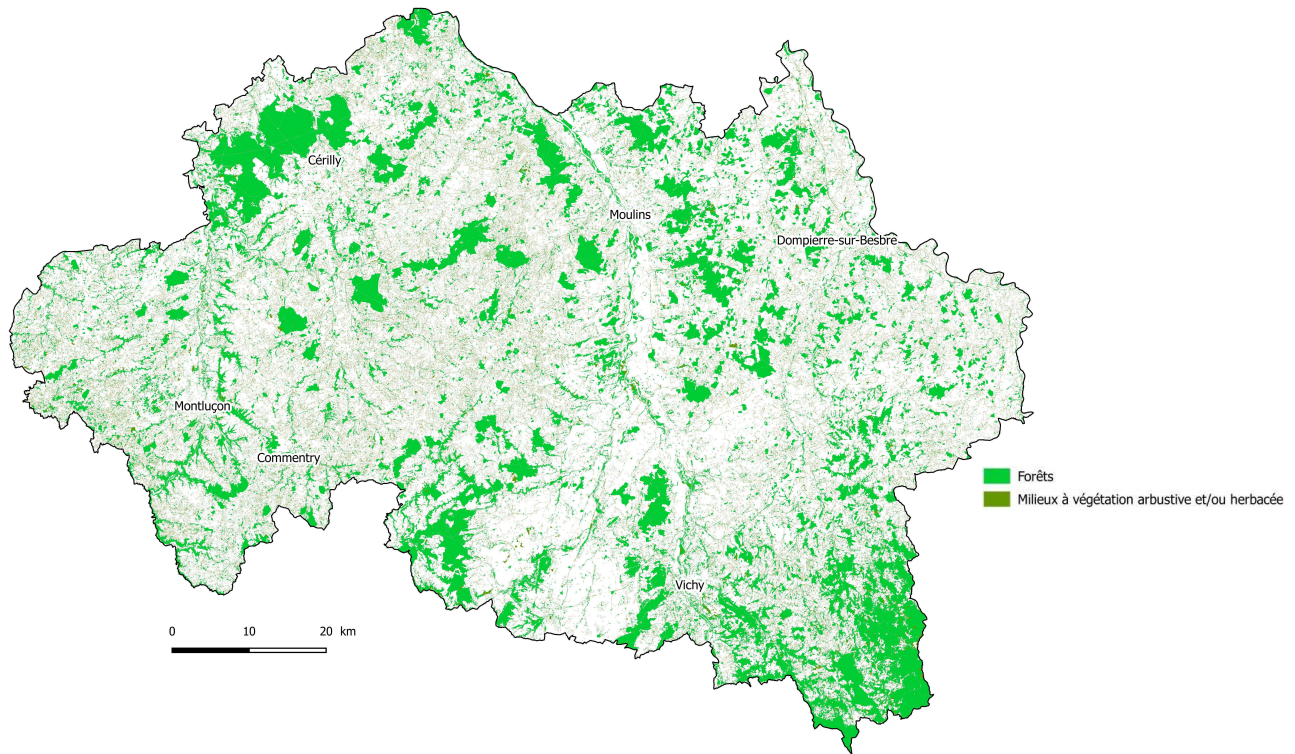 Cérilly
Moulins
Dompierre-sur-Besbre
Montluçon
Commentry
Forêts
Milieux à végétation arbustive et/ou herbacée
Vichy
0 10 20 km